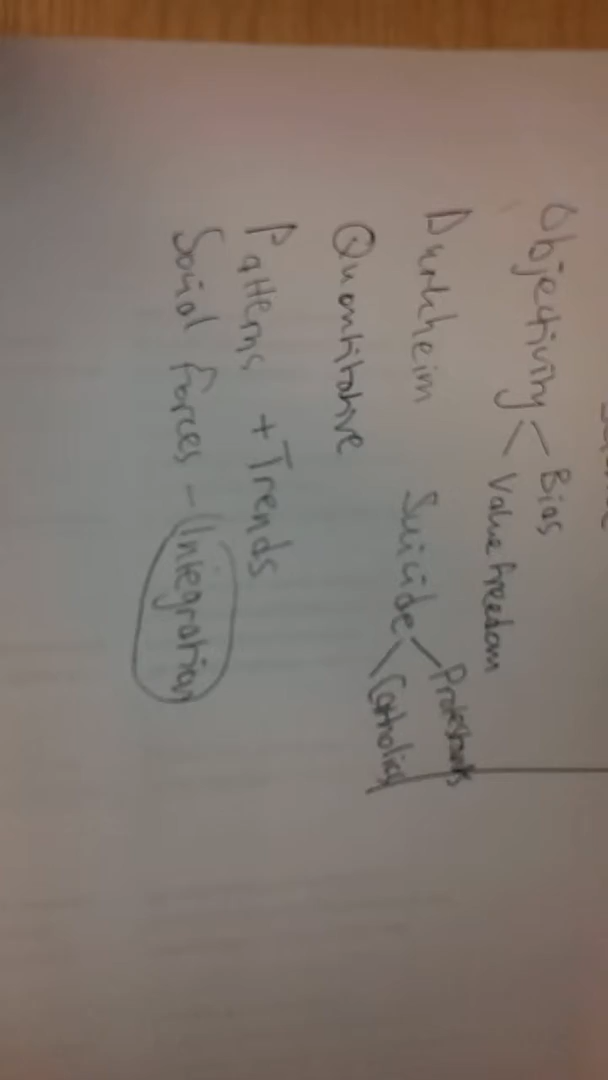 Objectivity < Bias
Value freedom
Durkheim Suicide < Protestants
Catholics
Quantitative
Patterns + Trends
Social Forces - Integration